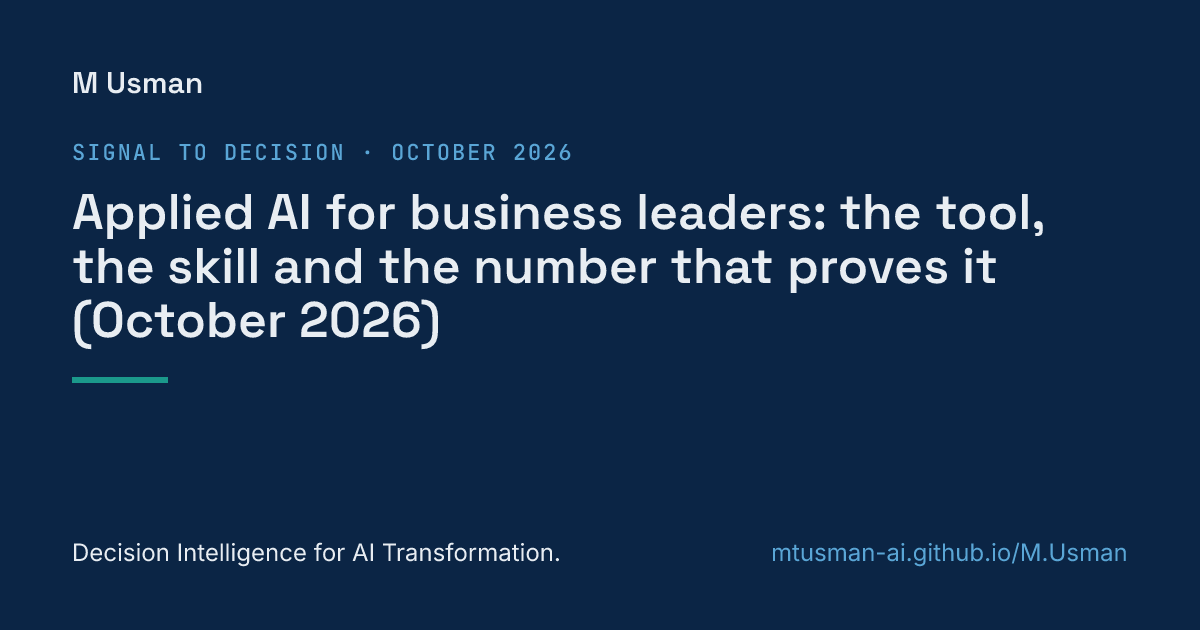 M Usman
SIGNAL TO DECISION · OCTOBER 2026
Applied AI for business leaders: the tool,
the skill and the number that proves it
(October 2026)
Decision Intelligence for AI Transformation.
mtusman-ai.github.io/M.Usman